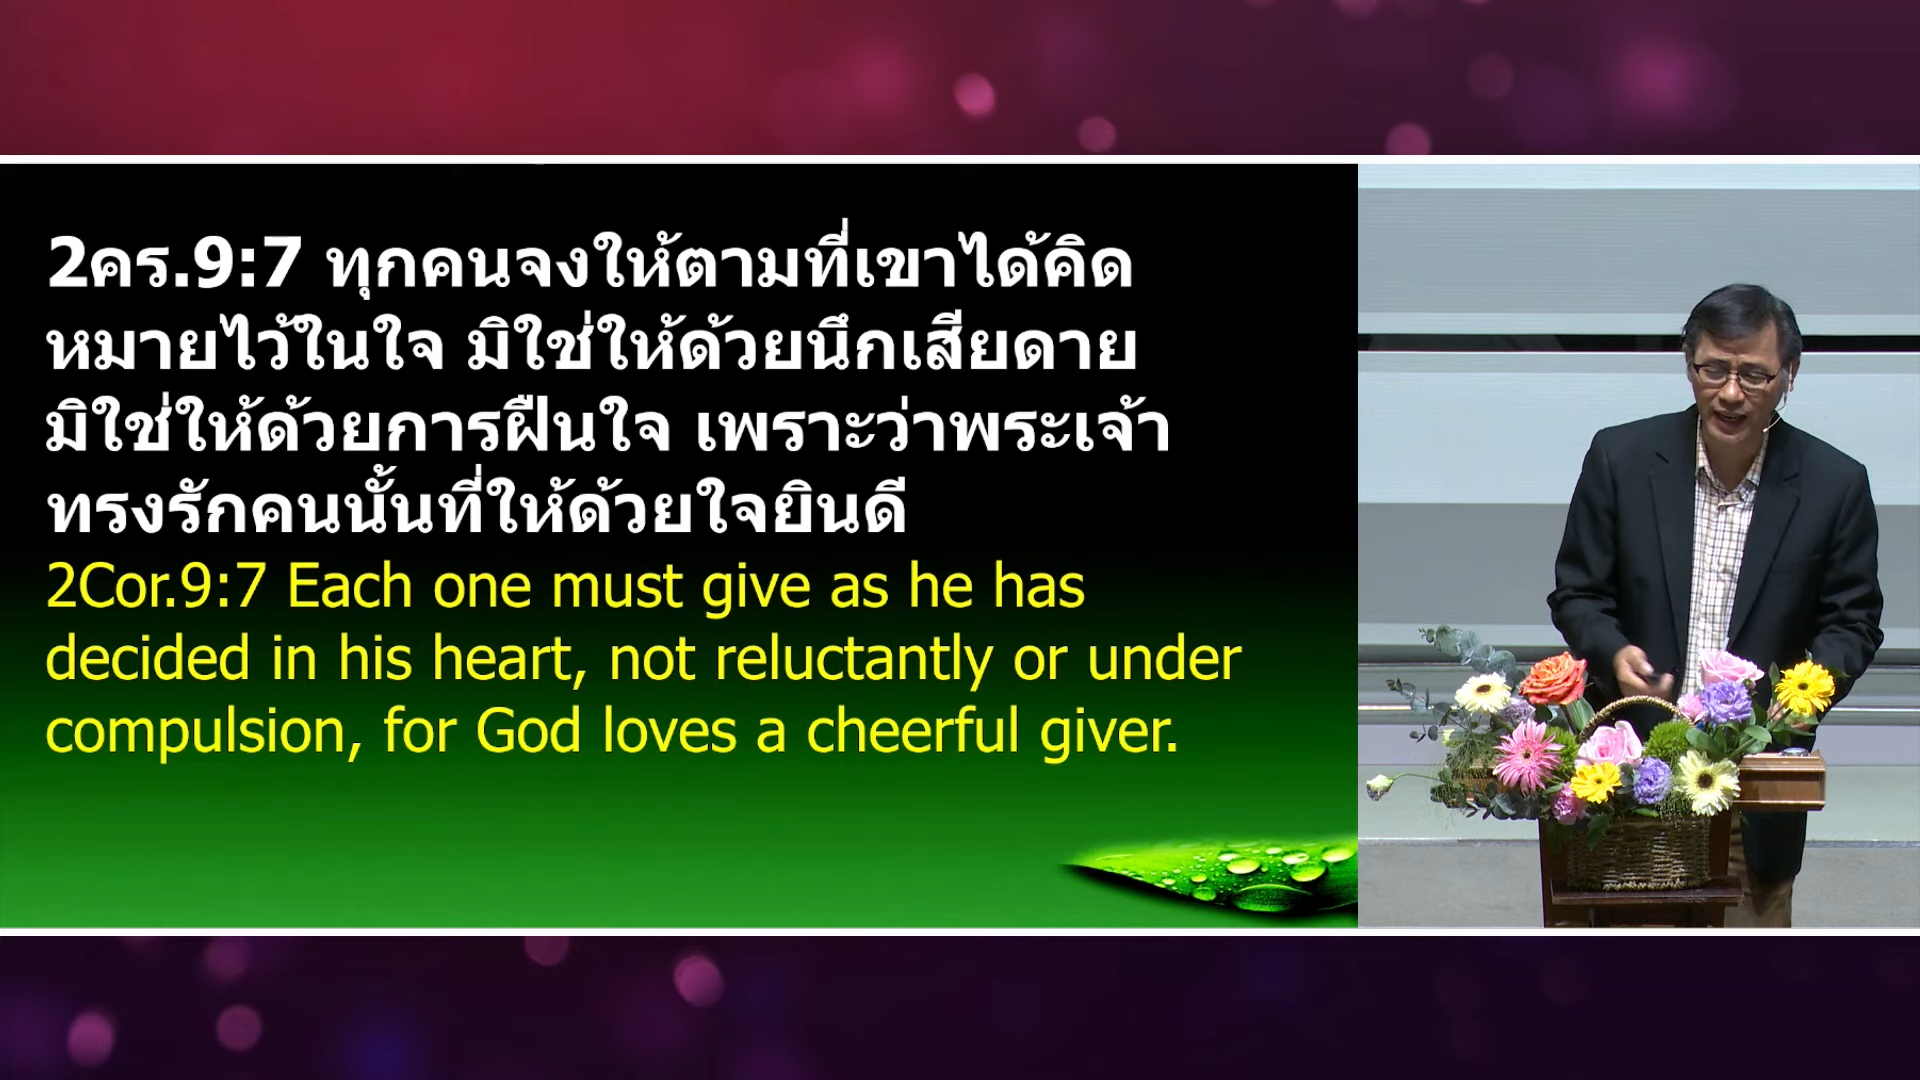 2คร.9:7 ทุกคนจงให้ตามที่เขาได้คิด
หมายไว้ในใจ มิใช่ให้ด้วยนึกเสียดาย
มิใช่ให้ด้วยการฝืนใจ เพราะว่าพระเจ้า
ทรงรักคนนั้นที่ให้ด้วยใจยินดี
2Cor.9:7 Each one must give as he has
decided in his heart, not reluctantly or under
compulsion, for God loves a cheerful giver.